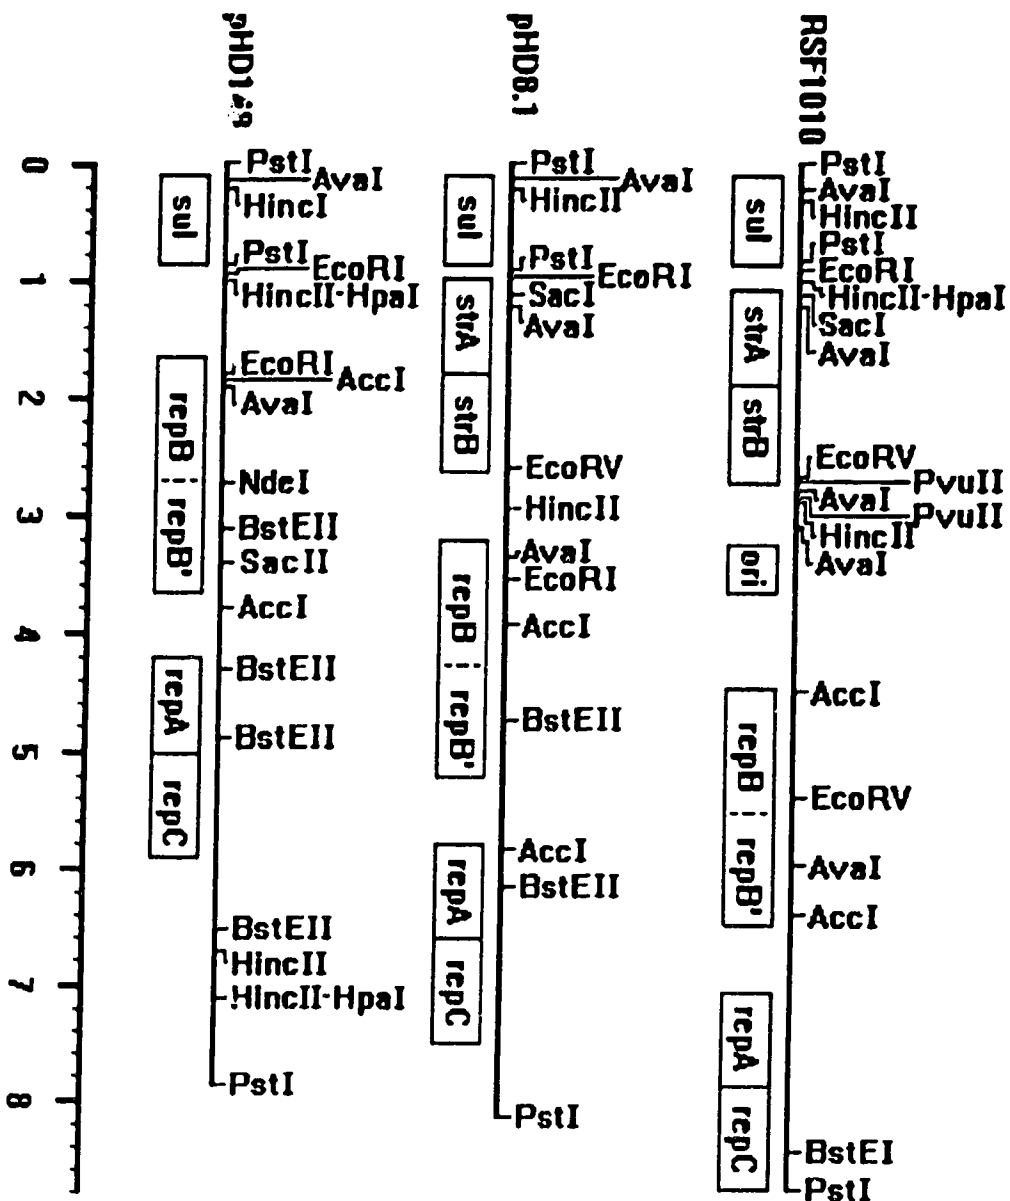 RSF1010
PstI
AvaI
HincII
PstI
EcoRI
HincII-HpaI
SacI
AvaI
EcoRV
PvuII
AvaI
PvuII
HincII
AvaI
AccI
EcoRV
AvaI
AccI
BstEI
PstI
sul
strA
strB
ori
repB
repB'
repA
repC
pHD8.1
PstI
AvaI
HincII
PstI
EcoRI
SacI
AvaI
EcoRV
HincII
AvaI
EcoRI
AccI
BstEII
AccI
BstEII
PstI
sul
strA
strB
repB
repB'
repA
repC
PstI
AvaI
HincI
PstI
EcoRI
HincII-HpaI
EcoRI
AccI
AvaI
NdeI
BstEII
SacII
AccI
BstEII
BstEII
BstEII
HincII
HincII-HpaI
PstI
sul
repB
repB'
repA
repC
0
1
2
3
4
5
6
7
8